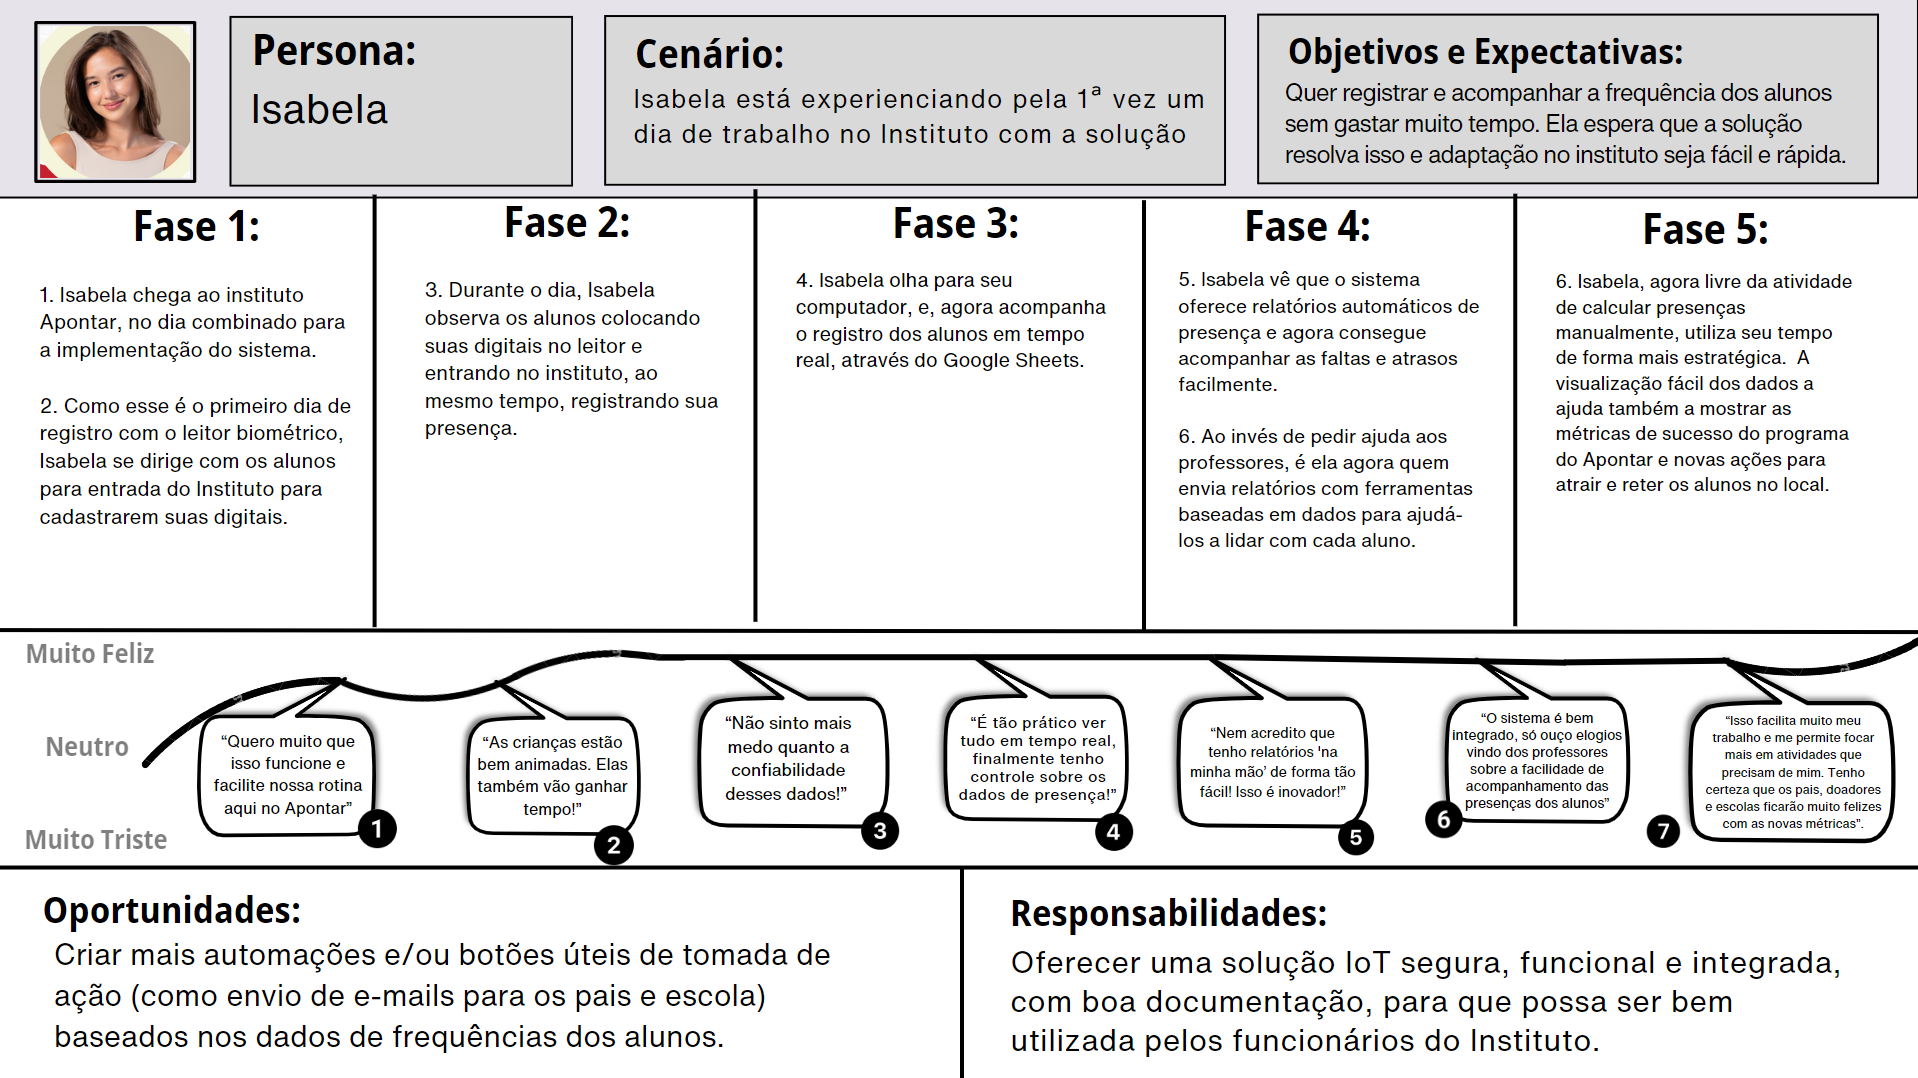 Persona:
Isabela
Cenário:
Isabela está experienciando pela 1ª vez um
dia de trabalho no Instituto com a solução
Objetivos e Expectativas:
Quer registrar e acompanhar a frequência dos alunos
sem gastar muito tempo. Ela espera que a solução
resolva isso e adaptação no instituto seja fácil e rápida.
Fase 1:
1. Isabela chega ao instituto
Apontar, no dia combinado para
a implementação do sistema.
2. Como esse é o primeiro dia de
registro com o leitor biométrico,
Isabela se dirige com os alunos
para entrada do Instituto para
cadastrarem suas digitais.
Fase 2:
3. Durante o dia, Isabela
observa os alunos colocando
suas digitais no leitor e
entrando no instituto, ao
mesmo tempo, registrando sua
presença.
Fase 3:
4. Isabela olha para seu
computador, e, agora acompanha
o registro dos alunos em tempo
real, através do Google Sheets.
Fase 4:
5. Isabela vê que o sistema
oferece relatórios automáticos de
presença e agora consegue
acompanhar as faltas e atrasos
facilmente.
6. Ao invés de pedir ajuda aos
professores, é ela agora quem
envia relatórios com ferramentas
baseadas em dados para ajudá-
los a lidar com cada aluno.
Fase 5:
6. Isabela, agora livre da atividade
de calcular presenças
manualmente, utiliza seu tempo
de forma mais estratégica.  A
visualização fácil dos dados a
ajuda também a mostrar as
métricas de sucesso do programa
do Apontar e novas ações para
atrair e reter os alunos no local.
Muito Feliz
Neutro
Muito Triste
“Quero muito que
isso funcione e
facilite nossa rotina
aqui no Apontar”
1
“As crianças estão
bem animadas. Elas
também vão ganhar
tempo!”
2
“Não sinto mais
medo quanto a
confiabilidade
desses dados!”
3
“É tão prático ver
tudo em tempo real,
finalmente tenho
controle sobre os
dados de presença!”
4
“Nem acredito que
tenho relatórios 'na
minha mão’ de forma tão
fácil! Isso é inovador!”
5
“O sistema é bem
integrado, só ouço elogios
vindo dos professores
sobre a facilidade de
acompanhamento das
presenças dos alunos”
6
“Isso facilita muito meu
trabalho e me permite focar
mais em atividades que
precisam de mim. Tenho
certeza que os pais, doadores
e escolas ficarão muito felizes
com as novas métricas”.
7
Oportunidades:
Criar mais automações e/ou botões úteis de tomada de
ação (como envio de e-mails para os pais e escola)
baseados nos dados de frequências dos alunos.
Responsabilidades:
Oferecer uma solução IoT segura, funcional e integrada,
com boa documentação, para que possa ser bem
utilizada pelos funcionários do Instituto.